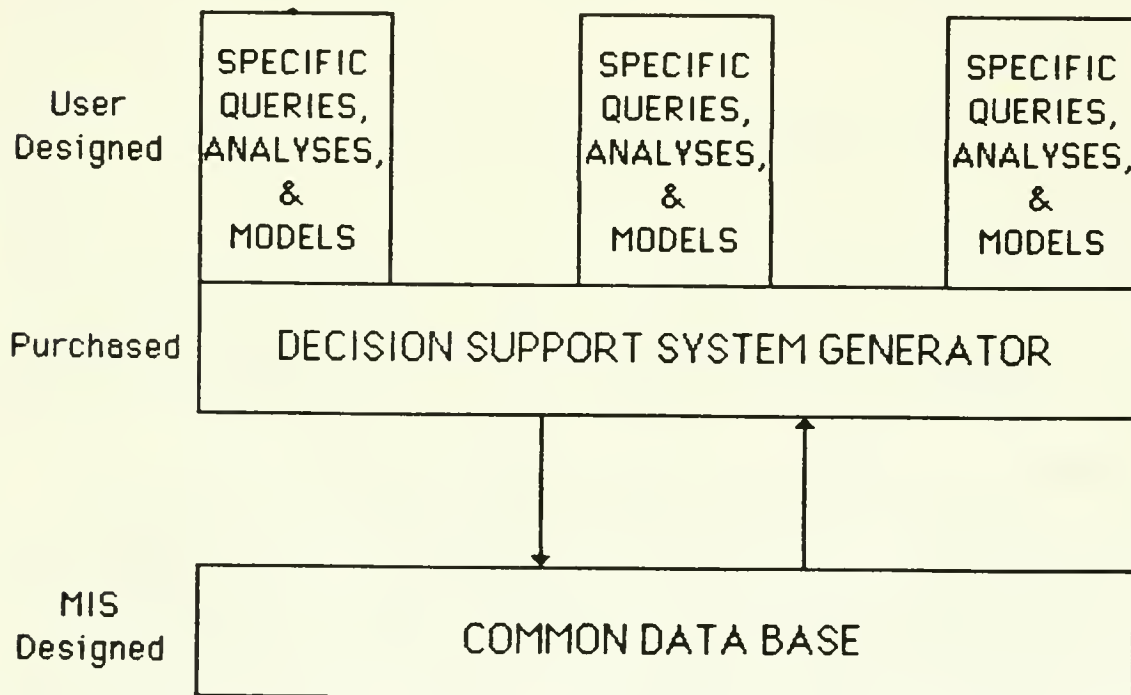 User
Designed
SPECIFIC
QUERIES,
ANALYSES,
&
MODELS
SPECIFIC
QUERIES,
ANALYSES,
&
MODELS
SPECIFIC
QUERIES,
ANALYSES,
&
MODELS
Purchased
DECISION SUPPORT SYSTEM GENERATOR
MIS
Designed
COMMON DATA BASE